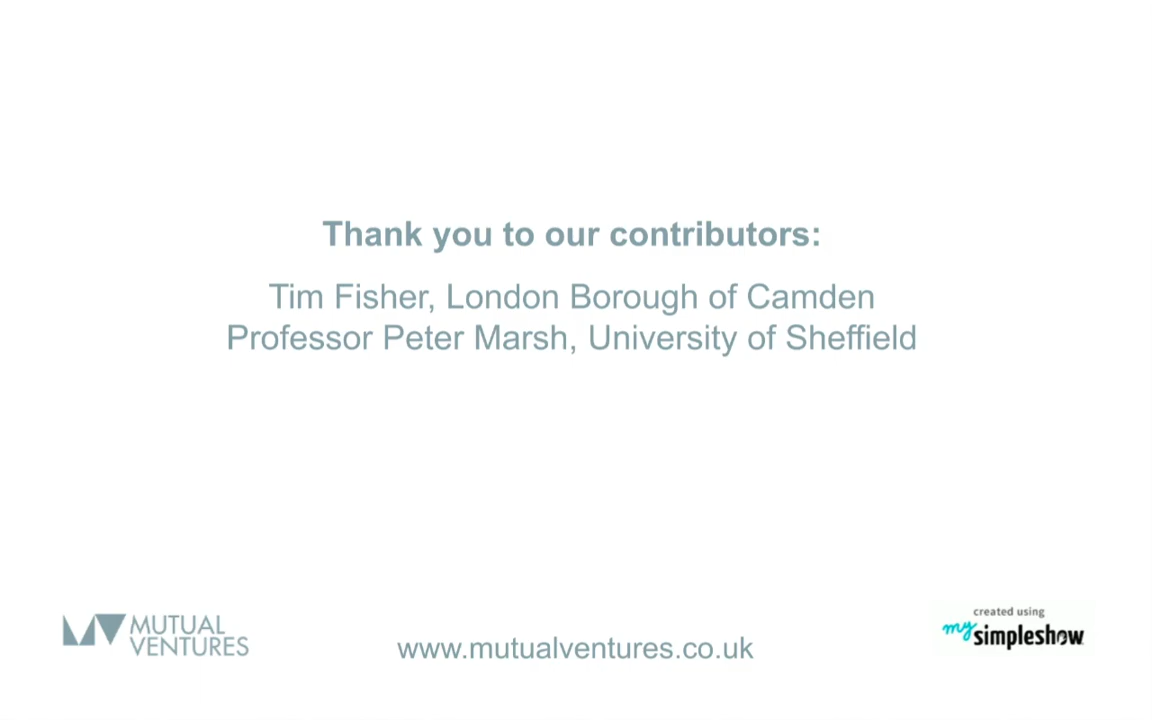 Thank you to our contributors:
Tim Fisher, London Borough of Camden
Professor Peter Marsh, University of Sheffield
MUTUAL
VENTURES
www.mutualventures.co.uk
created using
my simpleshow